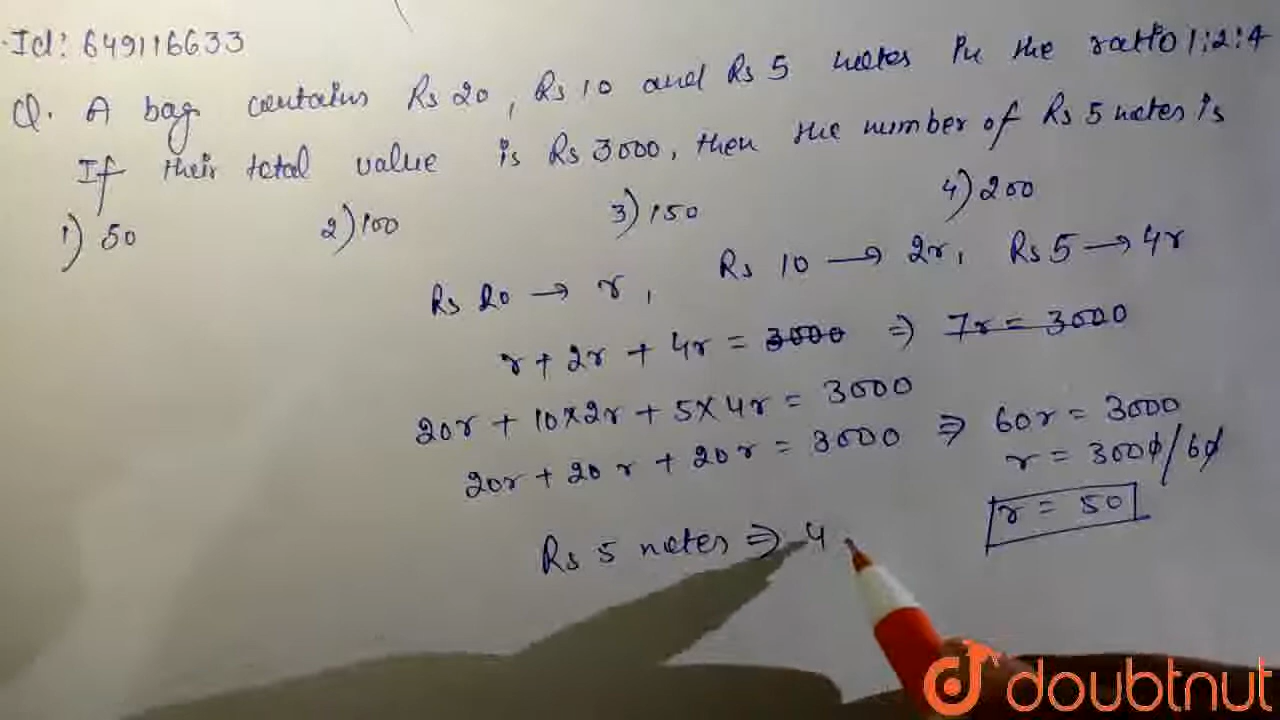 Id: 649116633
Q. A bag contains Rs 20, Rs 10 and Rs 5 notes in the ratio 1:2:4
If their total value is Rs 3000, then the number of Rs 5 notes is
1) 50 2) 100 3) 150 4) 200
Rs 20 → r, Rs 10 → 2r, Rs 5 → 4r
r + 2r + 4r = 3000 ⇒ 7r = 3000
20r + 10×2r + 5×4r = 3000
20r + 20r + 20r = 3000 ⇒ 60r = 3000
r = 3000/60
r = 50
Rs 5 notes ⇒ 4
doubtnut